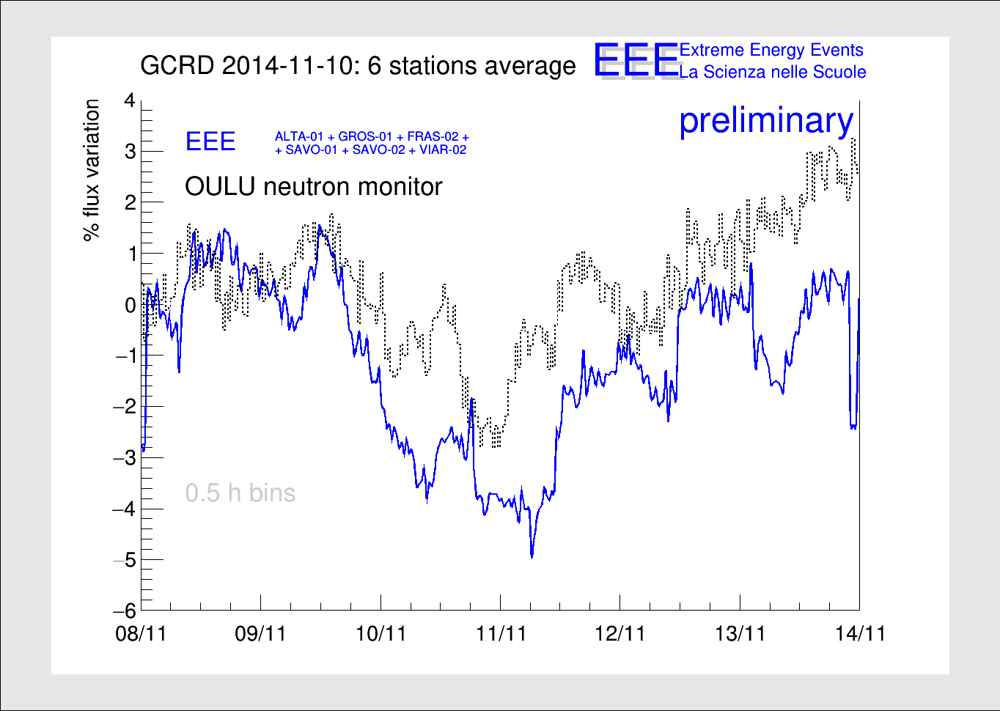 GCRD 2014-11-10: 6 stations average
EEE
Extreme Energy Events
La Scienza nelle Scuole
preliminary
% flux variation
EEE
ALTA-01 + GROS-01 + FRAS-02 +
+ SAVO-01 + SAVO-02 + VIAR-02
OULU neutron monitor
0.5 h bins
4
3
2
1
0
−1
−2
−3
−4
−5
−6
08/11 09/11 10/11 11/11 12/11 13/11 14/11